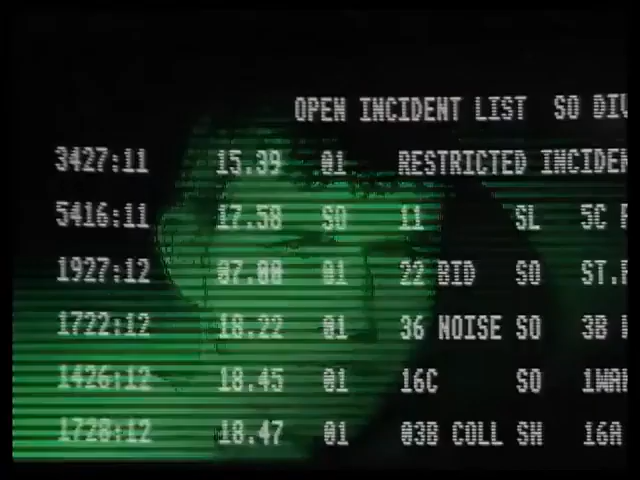 OPEN INCIDENT LIST SO DIV
3427:11 15.39 01 RESTRICTED INCIDEN
5416:11 17.58 SO 11 SL 5C
1927:12 07.00 01 22 BID SO ST.
1722:12 18.22 01 36 NOISE SO 3B
1426:12 18.45 01 16C SO
1728:12 18.47 01 03B COLL SH 16A